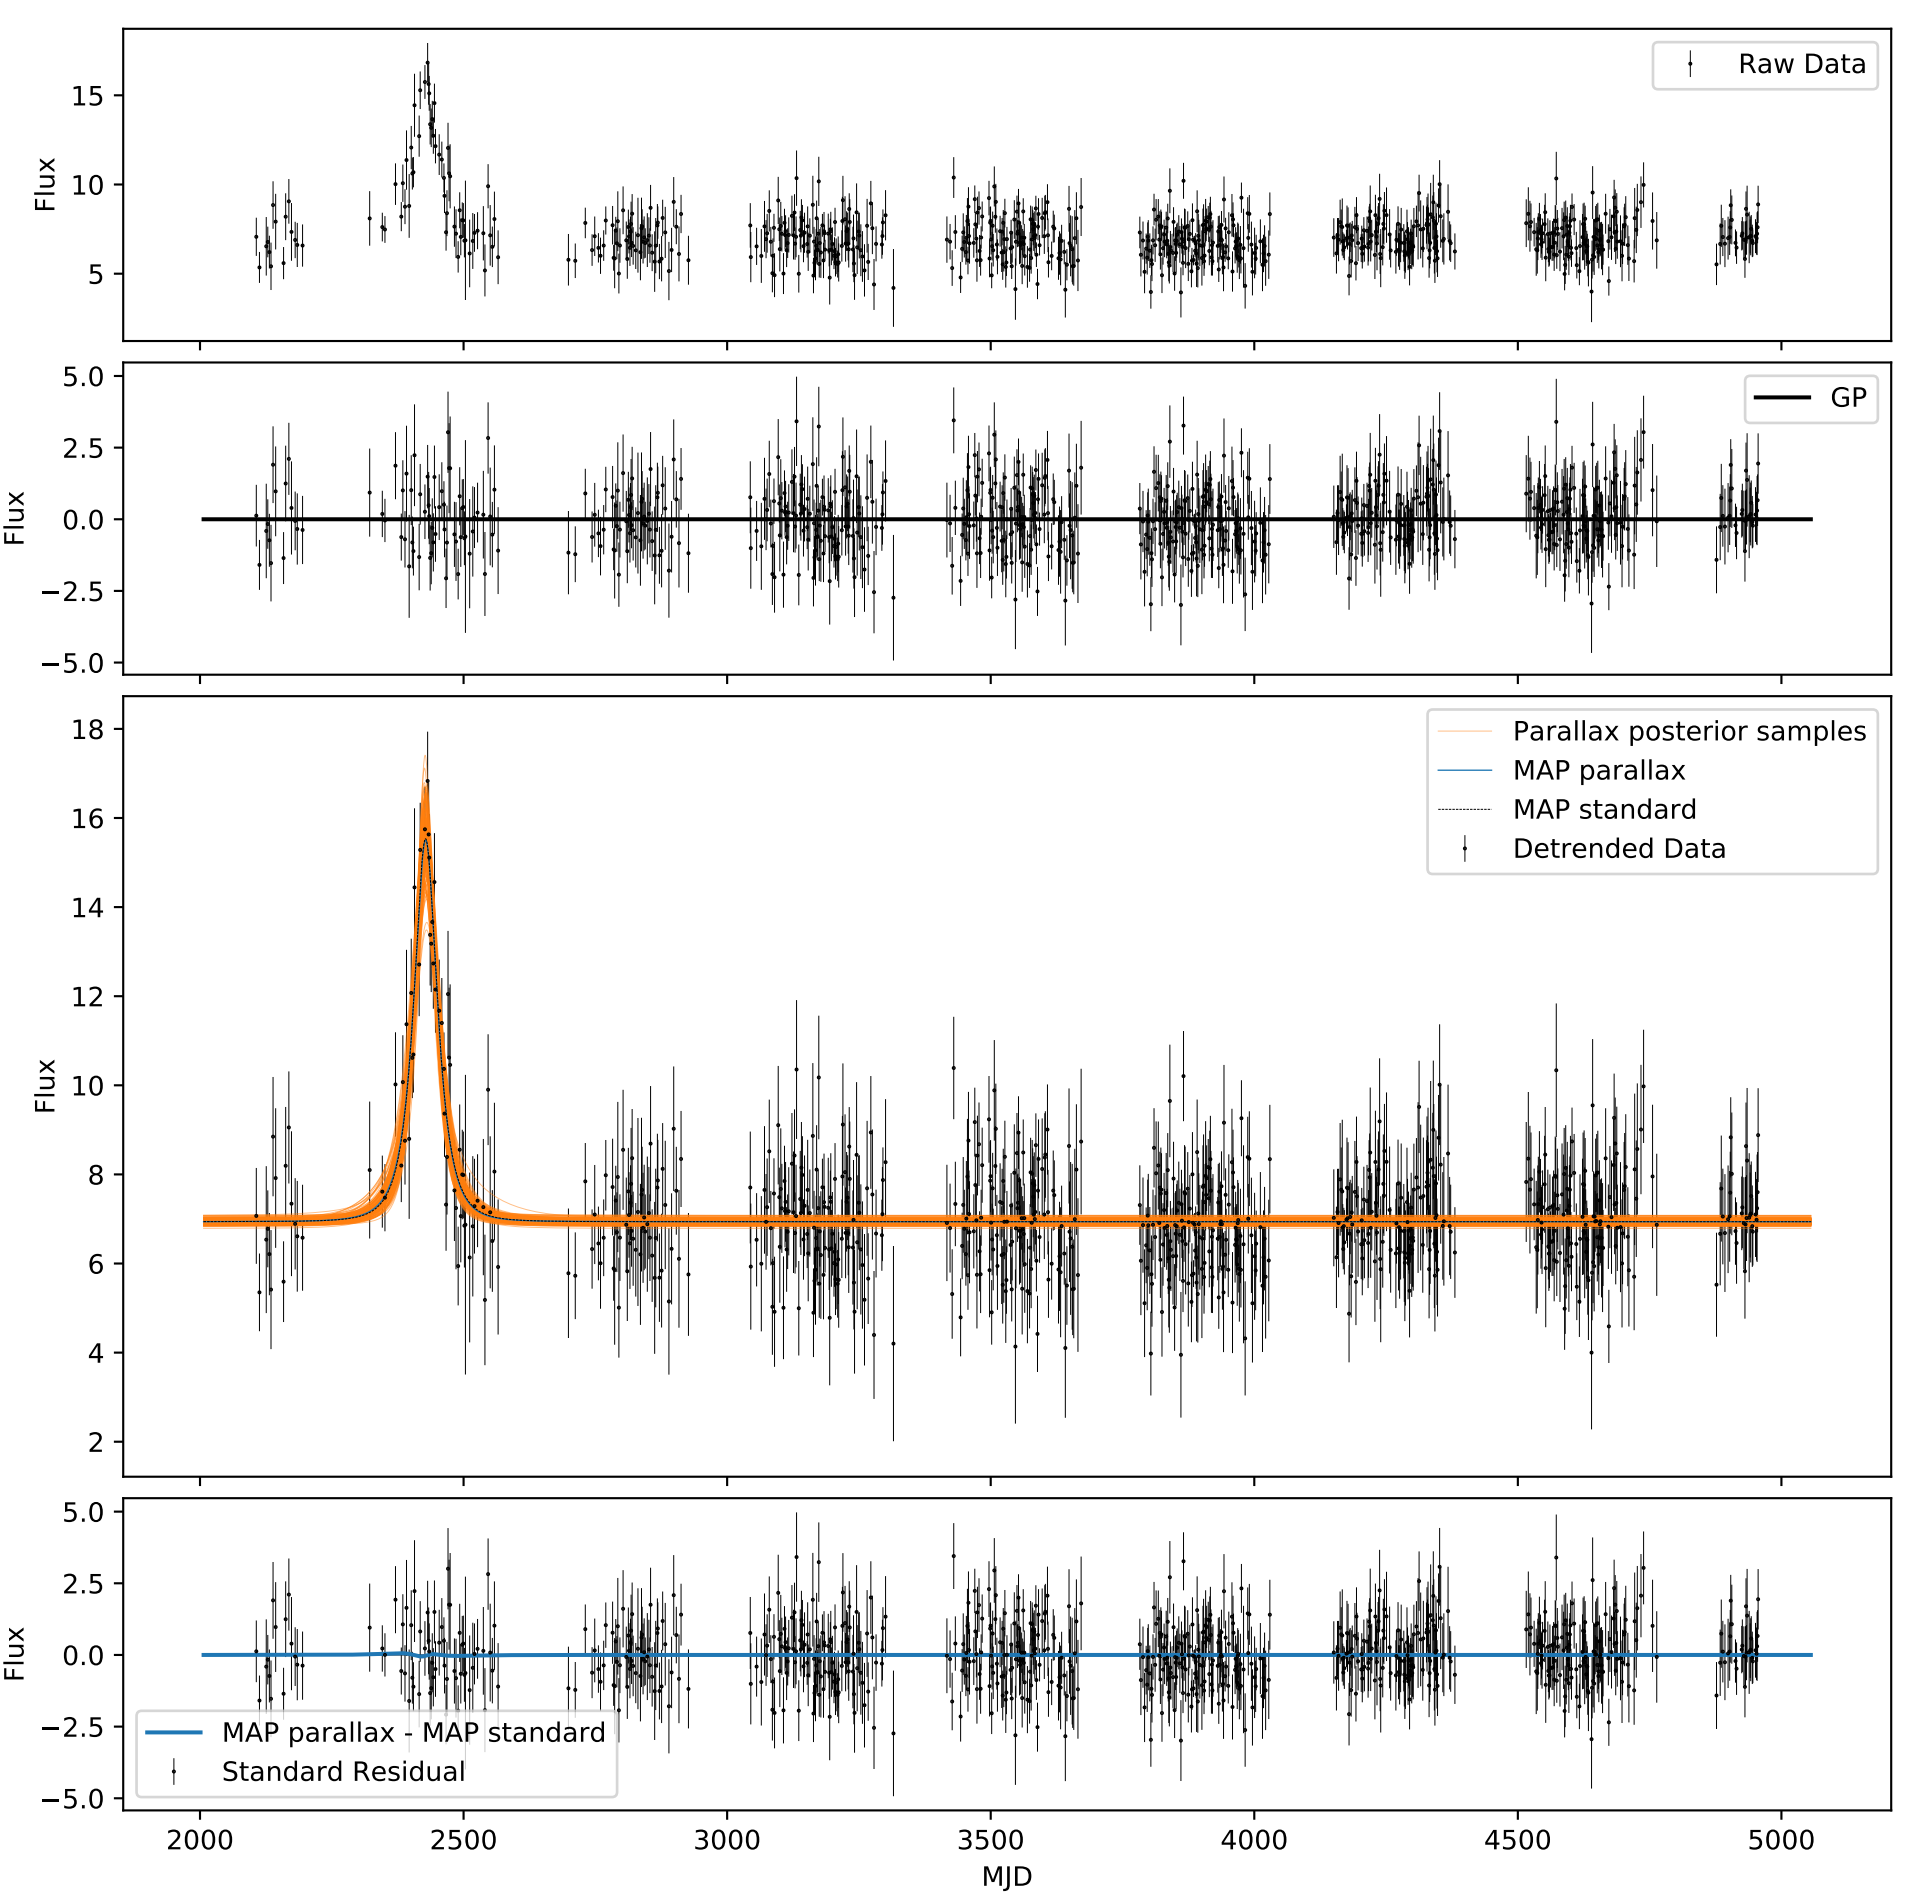 Flux
15
10
5
Raw Data
Flux
5.0
2.5
0.0
−2.5
−5.0
GP
Flux
18
16
14
12
10
8
6
4
2
Parallax posterior samples
MAP parallax
MAP standard
Detrended Data
Flux
5.0
2.5
0.0
−2.5
−5.0
MAP parallax - MAP standard
Standard Residual
2000 2500 3000 3500 4000 4500 5000
MJD